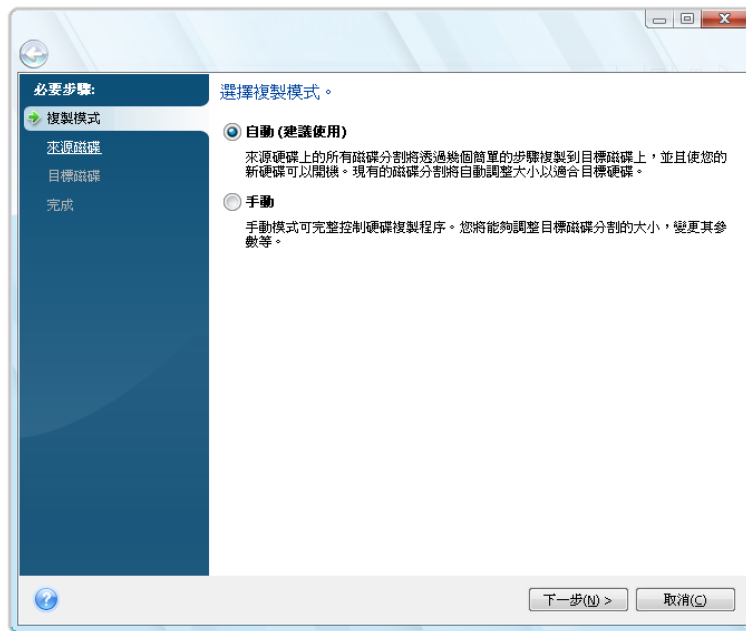 必要步驟:
複製模式
來源磁碟
目標磁碟
完成
選擇複製模式。
自動 (建議使用)
來源硬碟上的所有磁碟分割將透過幾個簡單的步驟複製到目標磁碟上，並且使您的
新硬碟可以開機。現有的磁碟分割將自動調整大小以適合目標硬碟。
手動
手動模式可完整控制硬碟複製程序。您將能夠調整目標磁碟分割的大小，變更其參
數等。
下一步(N) >
取消(C)